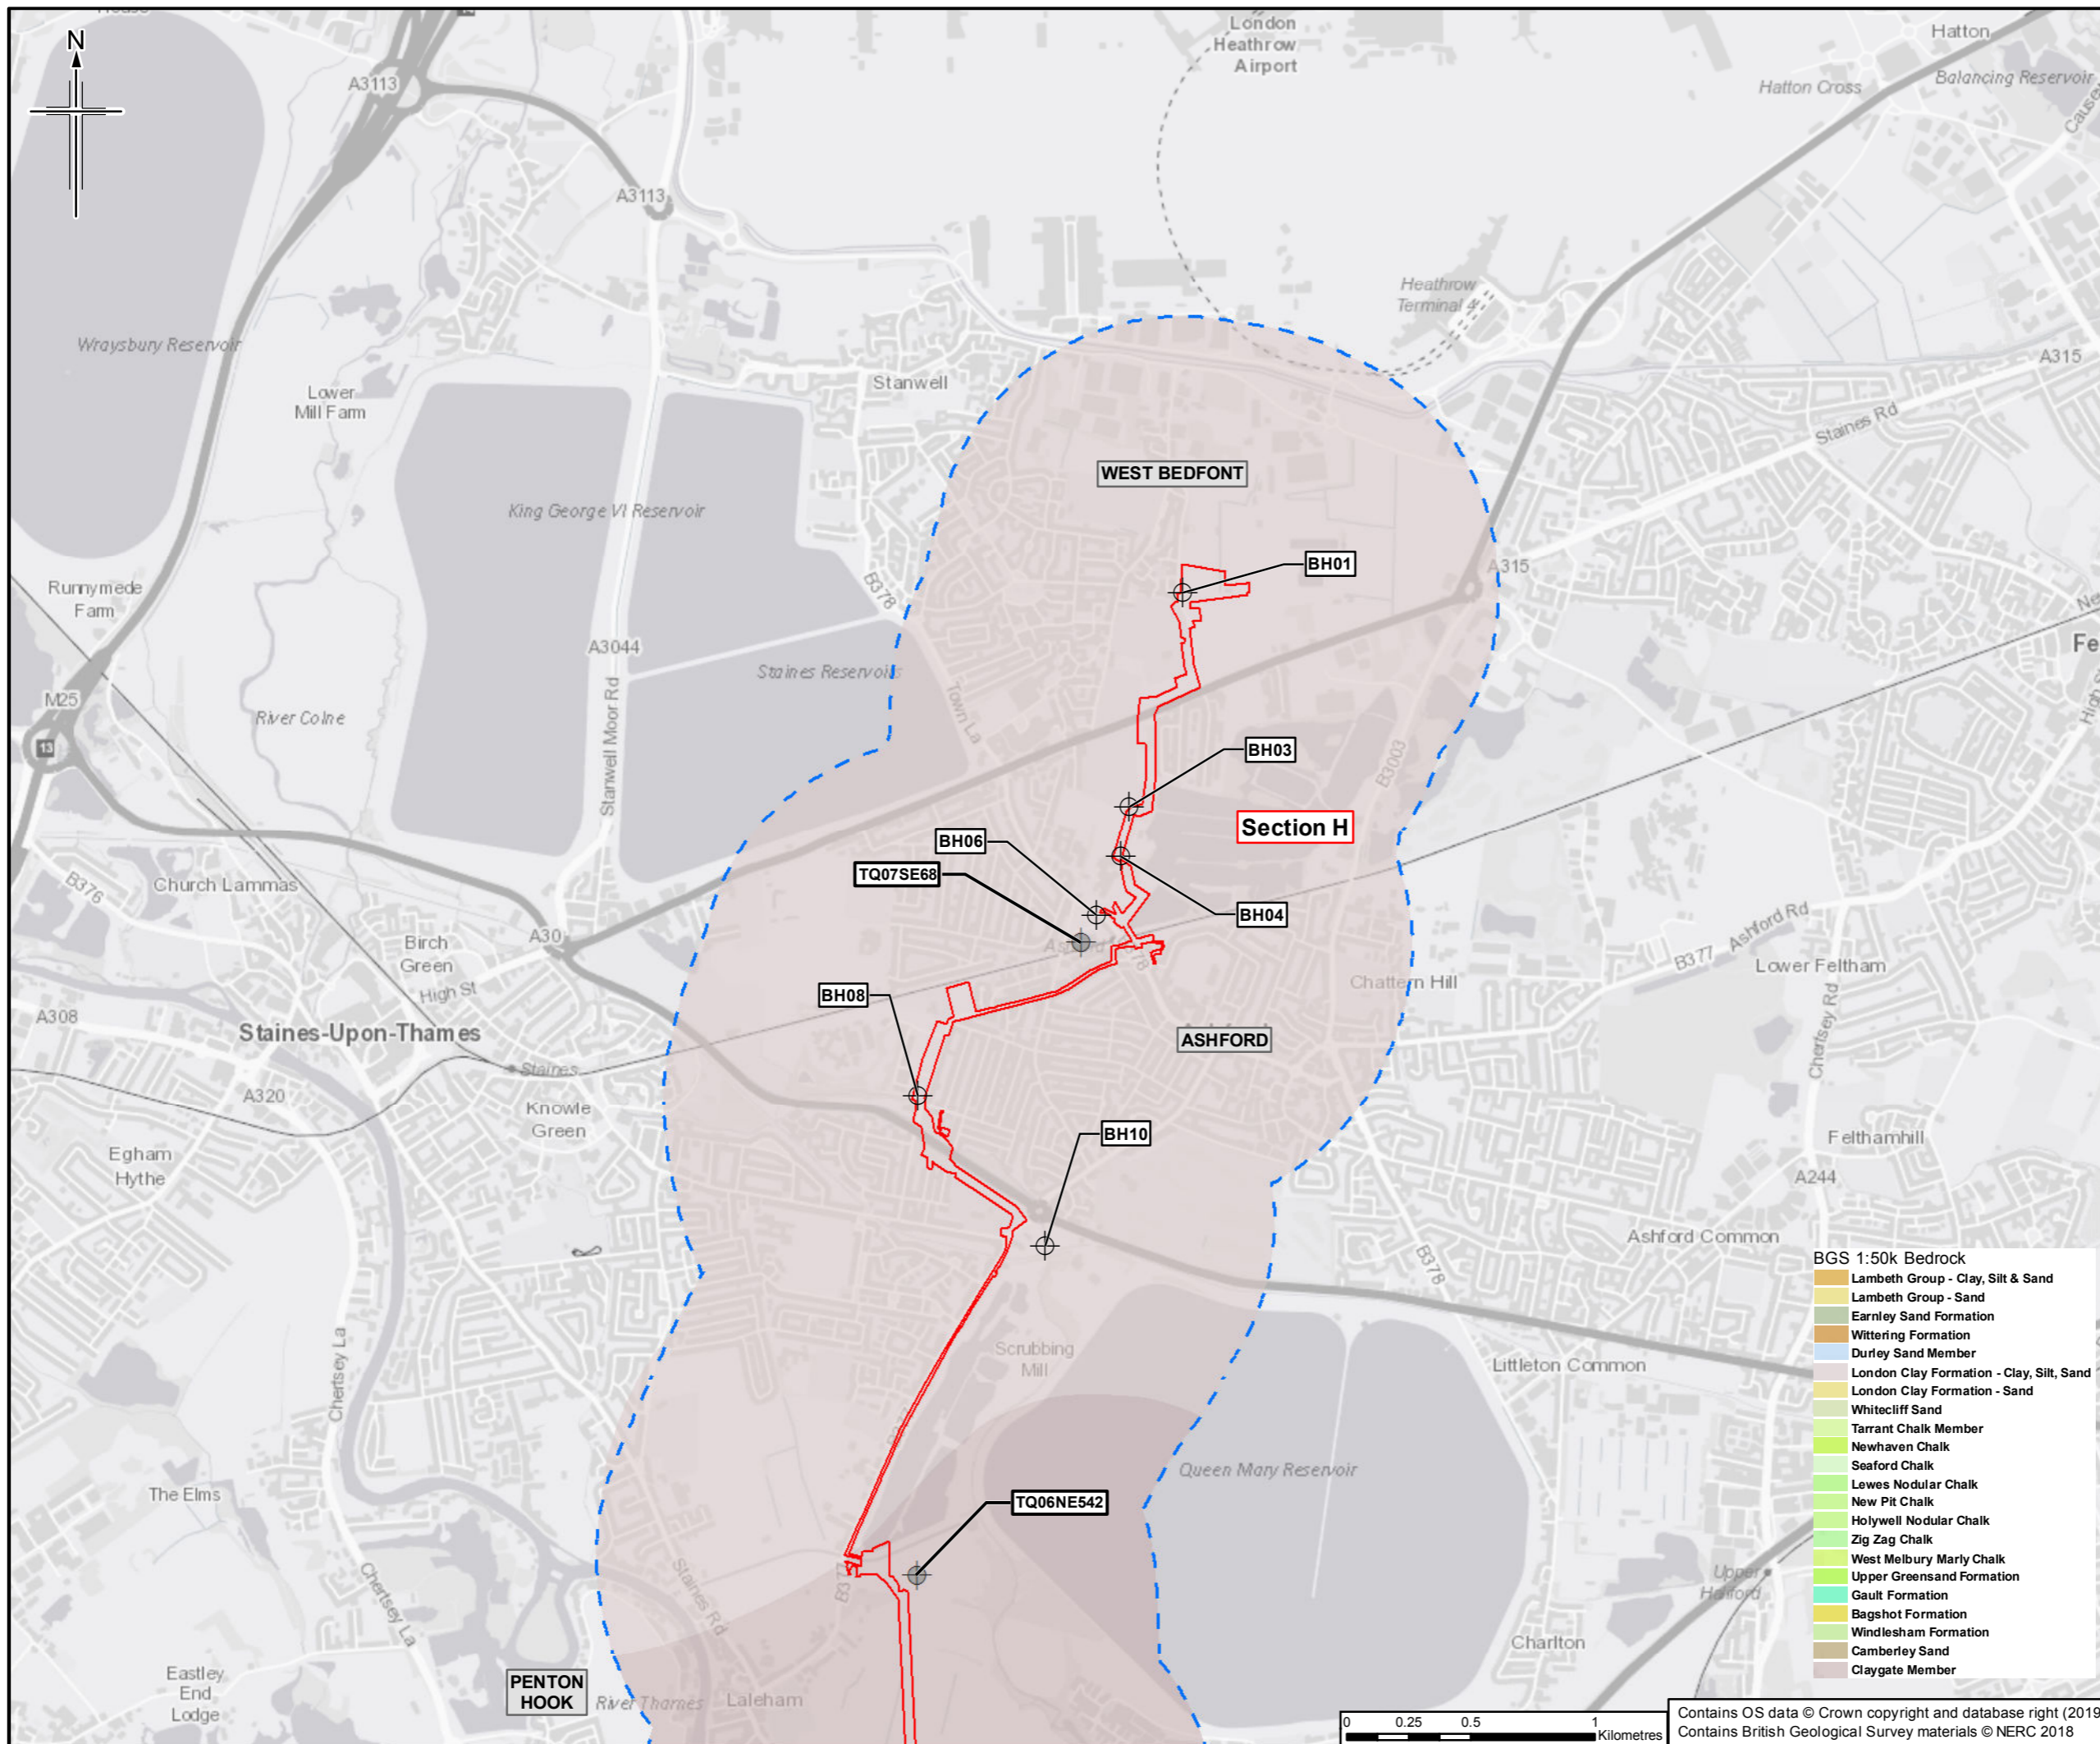 London
Heathrow
Airport
Hatton
Hatton Cross
Balancing Reservoir
N
A3113
A3113
Heathrow
Terminal 4
Wraysbury Reservoir
Lower
Mill Farm
Stanwell
A315
Staines Rd
WEST BEDFONT
King George VI Reservoir
BH01
A315
Runnymede
Farm
B378
A3044
Staines Reservoirs
M25
13
River Colne
Stanwell Moor Rd
Town La
BH03
B3003
Section H
BH06
TQ07SE68
BH04
B376
Church Lammas
Birch
Green
A30
High St
B377
Ashford Rd
Lower Feltham
Chattern Hill
BH08
A308
Staines-Upon-Thames
ASHFORD
Chertsey Rd
Staines
A320
Knowle
Green
BH10
Egham
Hythe
Felthamhill
A244
Ashford Common
B378
Chertsey La
Scrubbing
Mill
Littleton Common
The Elms
Queen Mary Reservoir
TQ06NE542
Chertsey La
Staines Rd
B377
Upper
Halliford
Charlton
Eastley
End
Lodge
PENTON
HOOK
River Thames
Laleham
BGS 1:50k Bedrock
Lambeth Group - Clay, Silt & Sand
Lambeth Group - Sand
Earnley Sand Formation
Wittering Formation
Durley Sand Member
London Clay Formation - Clay, Silt, Sand
London Clay Formation - Sand
Whitecliff Sand
Tarrant Chalk Member
Newhaven Chalk
Seaford Chalk
Lewes Nodular Chalk
New Pit Chalk
Holywell Nodular Chalk
Zig Zag Chalk
West Melbury Marly Chalk
Upper Greensand Formation
Gault Formation
Bagshot Formation
Windlesham Formation
Camberley Sand
Claygate Member
0 0.25 0.5 1
Kilometres
Contains OS data © Crown copyright and database right (2019
Contains British Geological Survey materials © NERC 2018